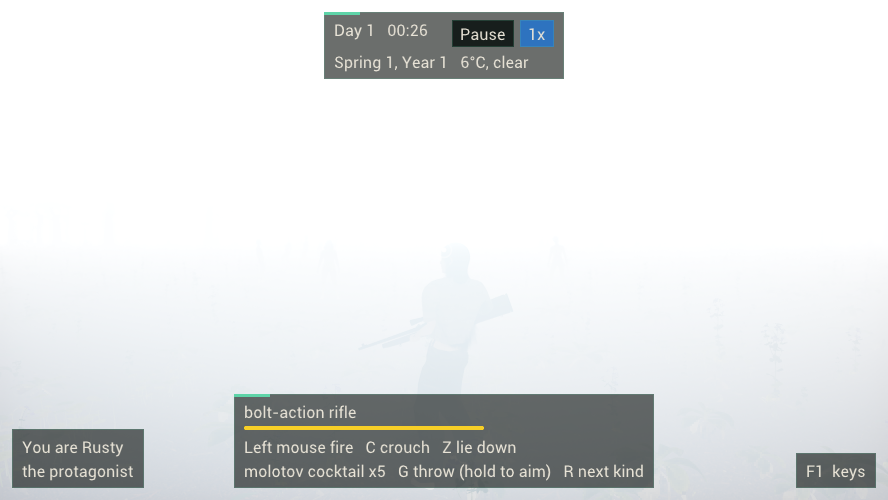 Day 1 00:26 Pause 1x
Spring 1, Year 1 6°C, clear
bolt-action rifle
Left mouse fire C crouch Z lie down
molotov cocktail x5 G throw (hold to aim) R next kind
You are Rusty
the protagonist
F1 keys